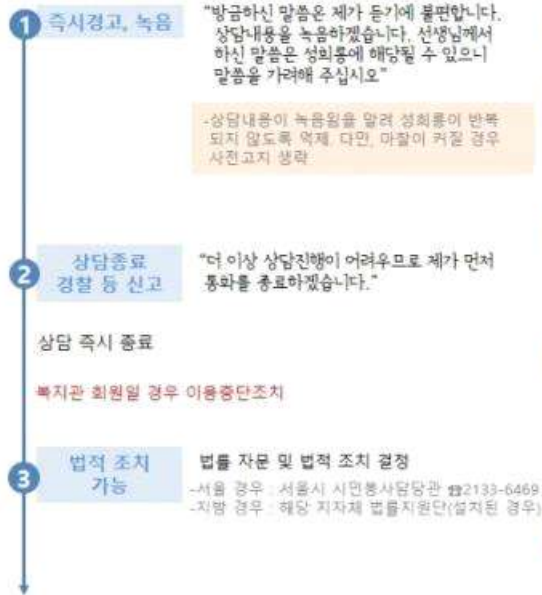 1 즉시경고, 녹음
"방금하신 말씀은 제가 듣기에 불편합니다.
상담내용을 녹음하겠습니다. 선생님께서
하신 말씀은 성희롱에 해당될 수 있으니
말씀을 가려해 주십시오"
-상담내용이 녹음됨을 알려 성희롱이 반복
되지 않도록 억제. 다만, 마찰이 커질 경우
사전고지 생략
2 상담종료
경찰 등 신고
"더 이상 상담진행이 어려우므로 제가 먼저
통화를 종료하겠습니다."
상담 즉시 종료
복지관 회원일 경우 이용중단조치
3 법적 조치
가능
법률 자문 및 법적 조치 결정
-서울 경우 : 서울시 시민봉사담당관 ☎2133-6469
-지방 경우 : 해당 지자체 법률지원단(설치된 경우)